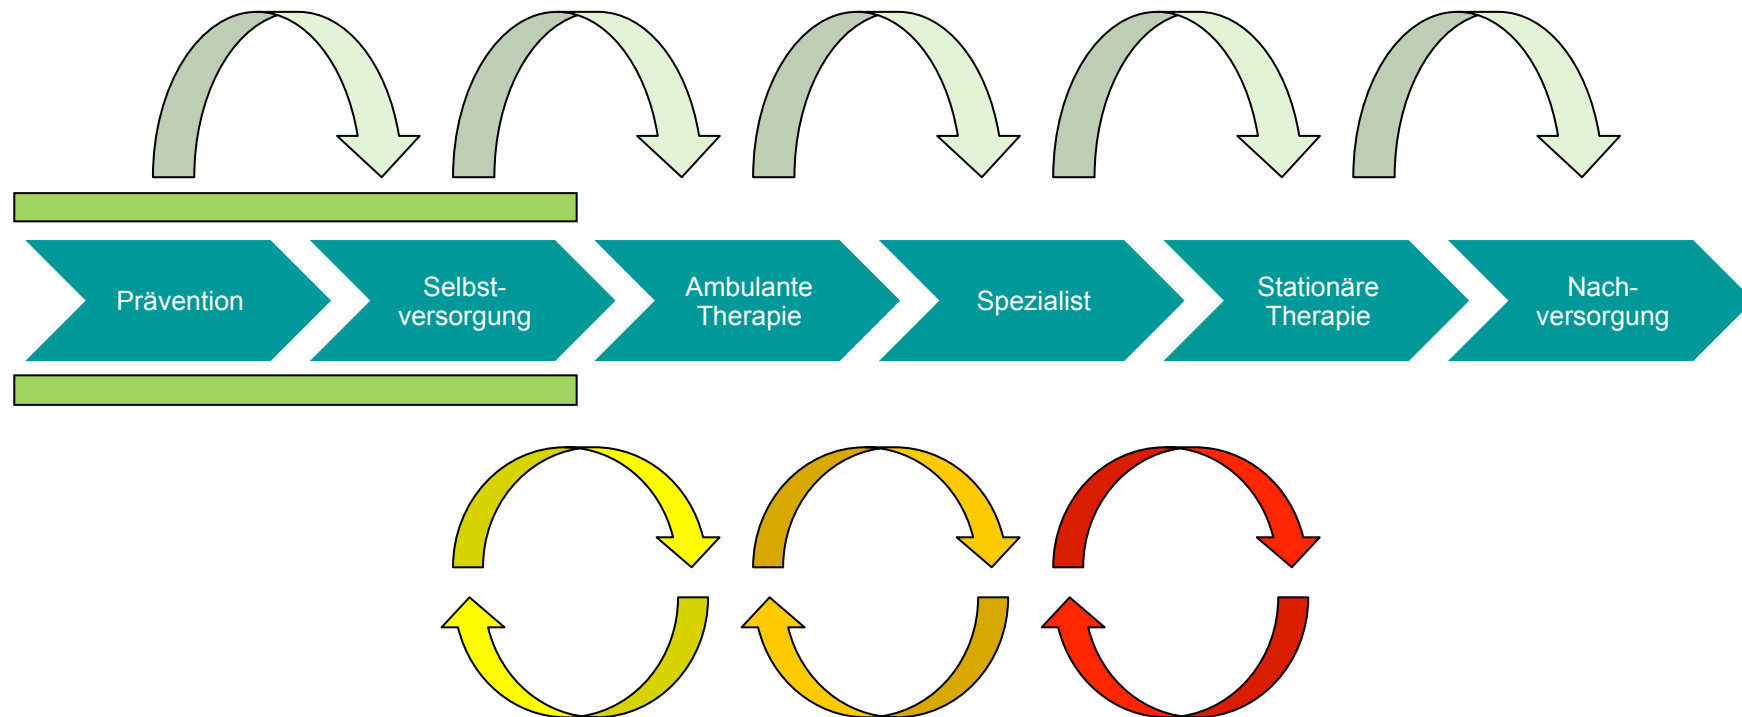 Prävention
Selbst-
versorgung
Ambulante
Therapie
Spezialist
Stationäre
Therapie
Nach-
versorgung